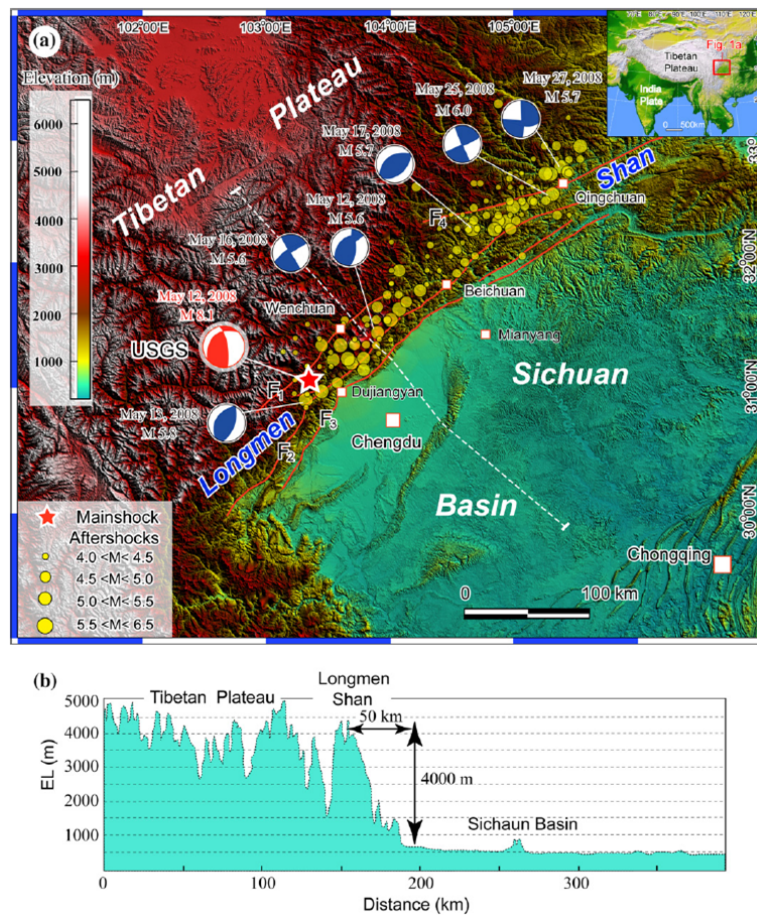 102°00'E
103°00'E
104°00'E
105°00'E
(a)
Elevation (m)
6000
5000
4000
3000
2000
1000
Tibetan Plateau
May 27, 2008
M 5.7
May 25, 2008
M 6.0
May 17, 2008
M 5.7
May 12, 2008
M 5.6
May 16, 2008
M 5.6
May 12, 2008
M 8.1
USGS
May 13, 2008
M 5.8
Fig. 1a
Tibetan
Plateau
India
Plate
0 500km
33°
32°00'N
31°00'N
30°00'N
Shan
Qingchuan
F4
Beichuan
Wenchuan
Mianyang
F1
Dujiangyan
F3
F2
Longmen
Chengdu
Sichuan
Basin
Chongqing
Mainshock
Aftershocks
4.0 <M< 4.5
4.5 <M< 5.0
5.0 <M< 5.5
5.5 <M< 6.5
0 100 km
(b)
Tibetan Plateau
Longmen
Shan
50 km
4000 m
Sichaun Basin
EL (m)
5000
4000
3000
2000
1000
0 100 200 300
Distance (km)